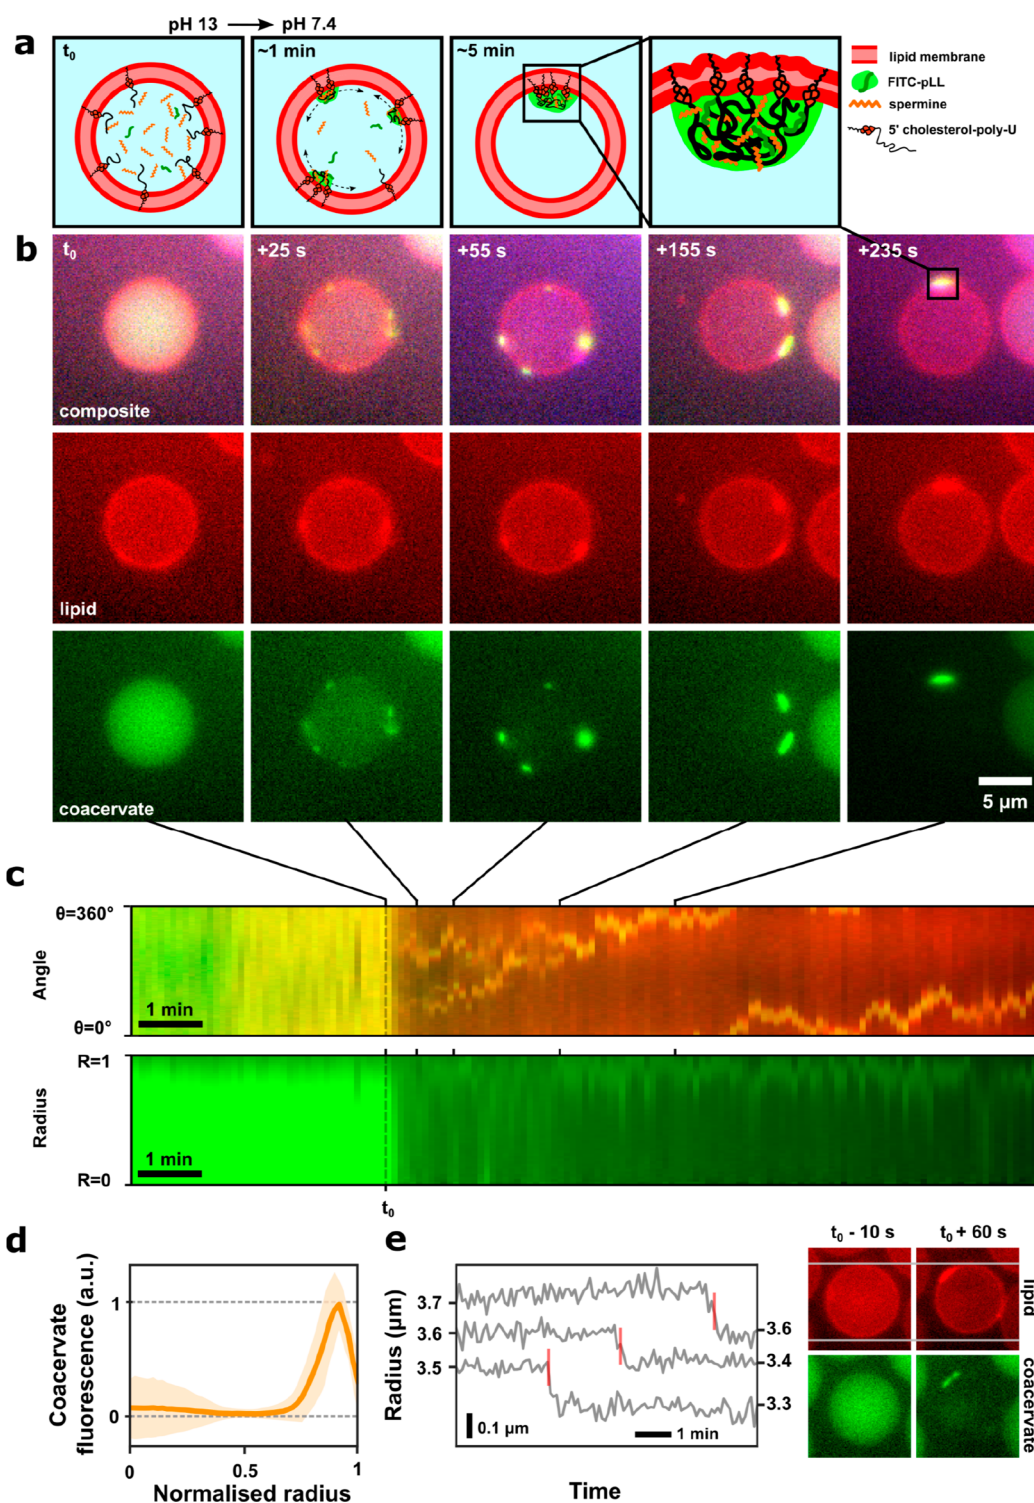 pH 13 → pH 7.4
a
t0
~1 min
~5 min
lipid membrane
FITC-pLL
spermine
5' cholesterol-poly-U
b
t0
+25 s
+55 s
+155 s
+235 s
composite
lipid
coacervate
5 µm
c
θ=360°
Angle
1 min
θ=0°
R=1
Radius
1 min
R=0
t0
d
Coacervate
fluorescence (a.u.)
1
0
0
0.5
1
Normalised radius
e
Radius (µm)
3.7
3.6
3.5
3.6
3.4
3.3
0.1 µm
1 min
Time
t0 - 10 s
t0 + 60 s
lipid
coacervate